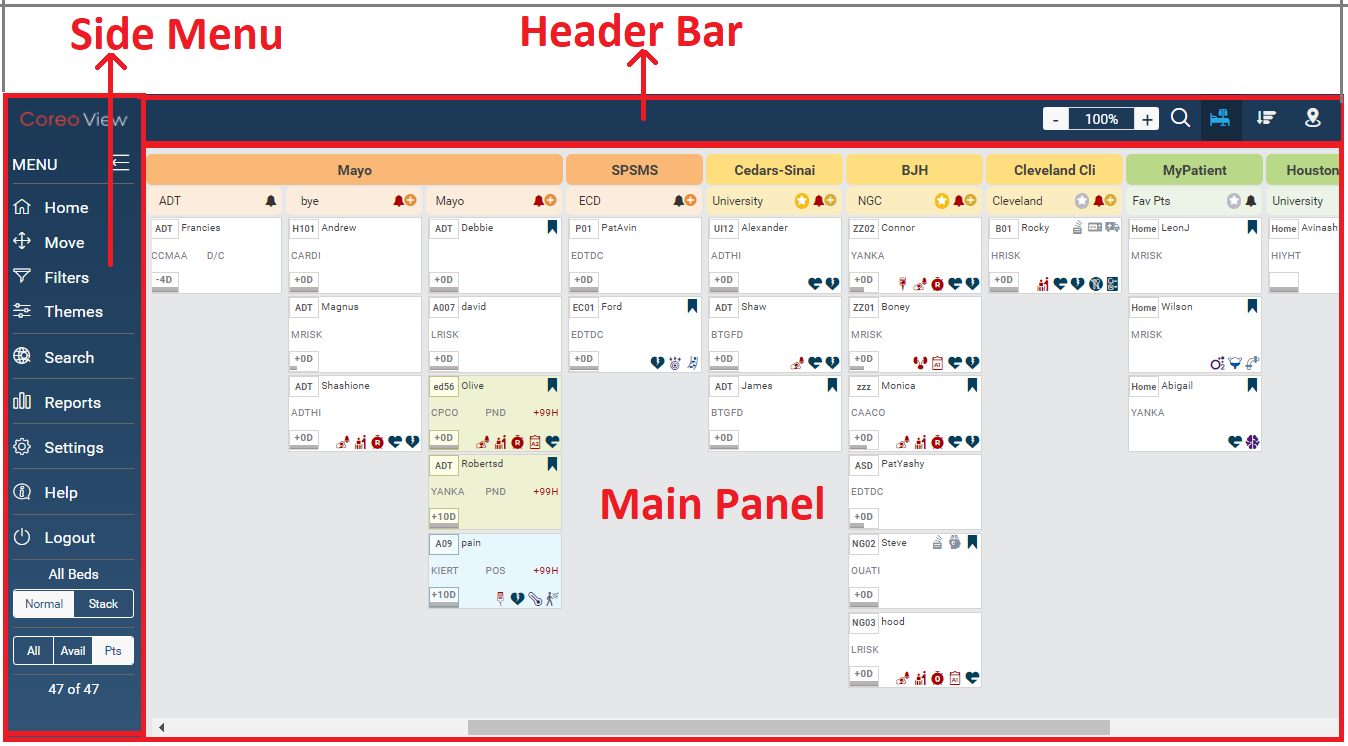 Side Menu
Header Bar
Coreo View
- 100% +
MENU
Home
Move
Filters
Themes
Search
Reports
Settings
Help
Logout
All Beds
Normal Stack
All Avail Pts
47 of 47
Mayo SPSMS Cedars-Sinai BJH Cleveland Cli MyPatient Houston
ADT bye Mayo ECD University NGC Cleveland Fav Pts University
ADT Francies
CCMAA D/C
-4D
H101 Andrew
CARDI
+0D
ADT Magnus
MRISK
+0D
ADT Shashione
ADTHI
+0D
R
ADT Debbie
+0D
A007 david
LRISK
+0D
ed56 Olive
CPCO PND +99H
+0D
R A2
ADT Robertsd
YANKA PND +99H
+10D
A09 pain
KIERT POS +99H
+10D
P01 PatAvin
EDTDC
+0D
EC01 Ford
EDTDC
+0D
UI12 Alexander
ADTHI
+0D
ADT Shaw
BTGFD
+0D
ADT James
BTGFD
+0D
ZZ02 Connor
YANKA
+0D
R
ZZ01 Boney
MRISK
+0D
A1
zzz Monica
CAACO
+0D
R
ASD PatYashy
EDTDC
+0D
NG02 Steve
OUATI
+0D
NG03 hood
LRISK
+0D
O A1
B01 Rocky
HRISK
+0D
Home LeonJ
MRISK
Home Wilson
MRISK
O2
Home Abigail
YANKA
Home Avinash
HIYHT
Main Panel